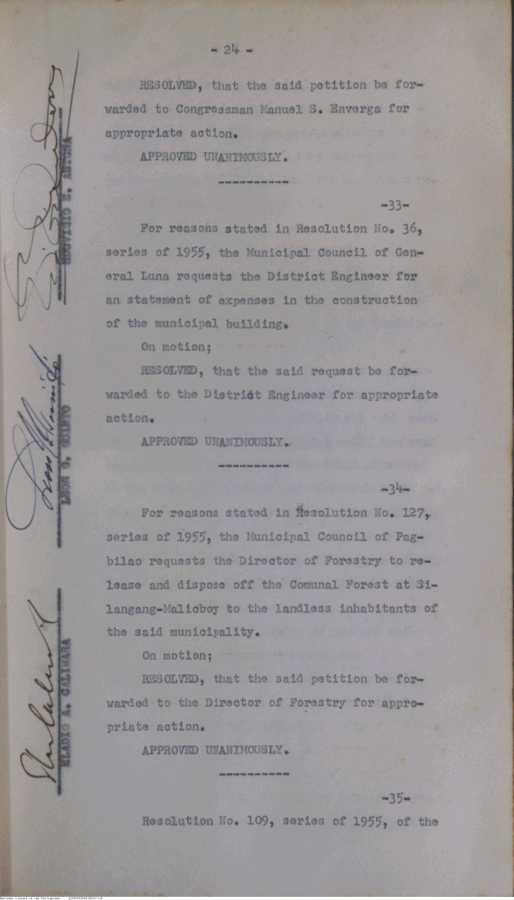 - 24 -
RESOLVED, that the said petition be for-
warded to Congressman Manuel S. Enverga for
appropriate action.
APPROVED UNANIMOUSLY.
----------
-33-
For reasons stated in Resolution No. 36,
series of 1955, the Municipal Council of Gen-
eral Luna requests the District Engineer for
an statement of expenses in the construction
of the municipal building.
On motion;
RESOLVED, that the said request be for-
warded to the District Engineer for appropriate
action.
APPROVED UNANIMOUSLY.
----------
-34-
For reasons stated in Resolution No. 127,
series of 1955, the Municipal Council of Pag-
bilao requests the Director of Forestry to re-
lease and dispose off the Comunal Forest at Si-
langang-Malicboy to the landless inhabitants of
the said municipality.
On motion;
RESOLVED, that the said petition be for-
warded to the Director of Forestry for appro-
priate action.
APPROVED UNANIMOUSLY.
----------
-35-
Resolution No. 109, series of 1955, of the
LEON G. GUINTO
ELADIO A. CALIWARA